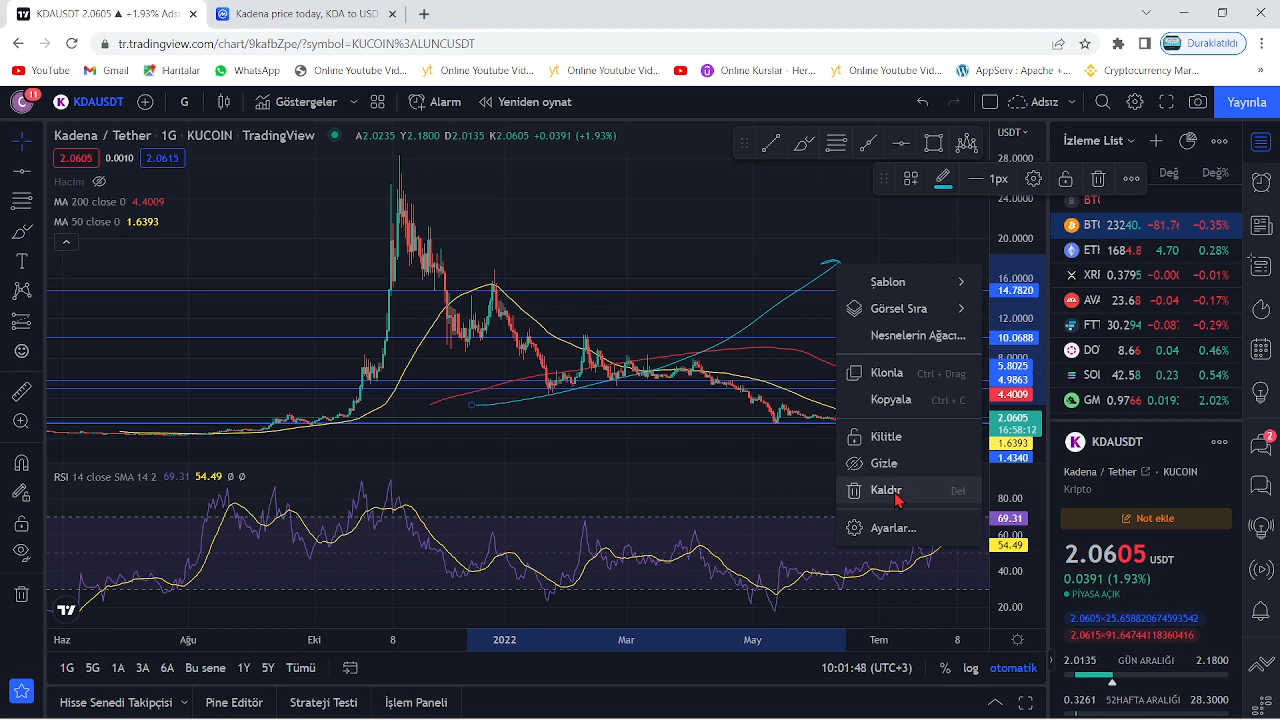 KDAUSDT 2.0605 ▲ +1.93% Adsı
Kadena price today, KDA to USD
tr.tradingview.com/chart/9kafbZpe/?symbol=KUCOIN%3ALUNCUSDT
Duraklatıldı
YouTube
Gmail
Haritalar
WhatsApp
Online Youtube Vid...
Online Youtube Vid...
Online Youtube Vid...
Online Kurslar - Her...
Online Youtube Vid...
AppServ : Apache +...
Cryptocurrency Mar...
»
11
KDAUSDT
G
Göstergeler
Alarm
Yeniden oynat
Adsız
Yayınla
Kadena / Tether · 1G · KUCOIN · TradingView
A2.0235 Y2.1800 D2.0135 K2.0605 +0.0391 (+1.93%)
2.0605 0.0010 2.0615
Hacim
MA 200 close 0 4.4009
MA 50 close 0 1.6393
1px
USDT
28.0000
24.0000
20.0000
16.0000
14.7820
12.0000
10.0688
8.0000
5.8025
4.9863
4.4009
2.0605
16:58:12
1.6393
1.4340
Şablon
Görsel Sıra
Nesnelerin Ağacı...
Klonla Ctrl + Drag
Kopyala Ctrl + C
Kilitle
Gizle
Kaldır Del
Ayarlar...
RSI 14 close SMA 14 2 69.31 54.49 Ø Ø
80.00
69.31
60.00
54.49
40.00
20.00
Haz
Ağu
Eki
8
2022
Mar
May
Tem
8
1G 5G 1A 3A 6A Bu sene 1Y 5Y Tümü
10:01:48 (UTC+3)
% log otomatik
Hisse Senedi Takipçisi
Pine Editör
Strateji Testi
İşlem Paneli
İzleme List
Değ Değ%
BTC 23240. -81.7 -0.35%
ETH 1684.8 4.70 0.28%
XRI 0.3795 -0.00 -0.01%
AVA 23.68 -0.04 -0.17%
FTT 30.294 -0.08 -0.29%
DO 8.66 0.04 0.46%
SOI 42.58 0.23 0.54%
GM 0.9766 0.019 2.02%
KDAUSDT
Kadena / Tether · KUCOIN
Kripto
Not ekle
2.0605 USDT
0.0391 (1.93%)
PİYASA AÇIK
2.0605×25.658820674593542
2.0615×91.64744118360416
2.0135 GÜN ARALIĞI 2.1800
0.3261 52HAFTA ARALIĞI 28.3000
2